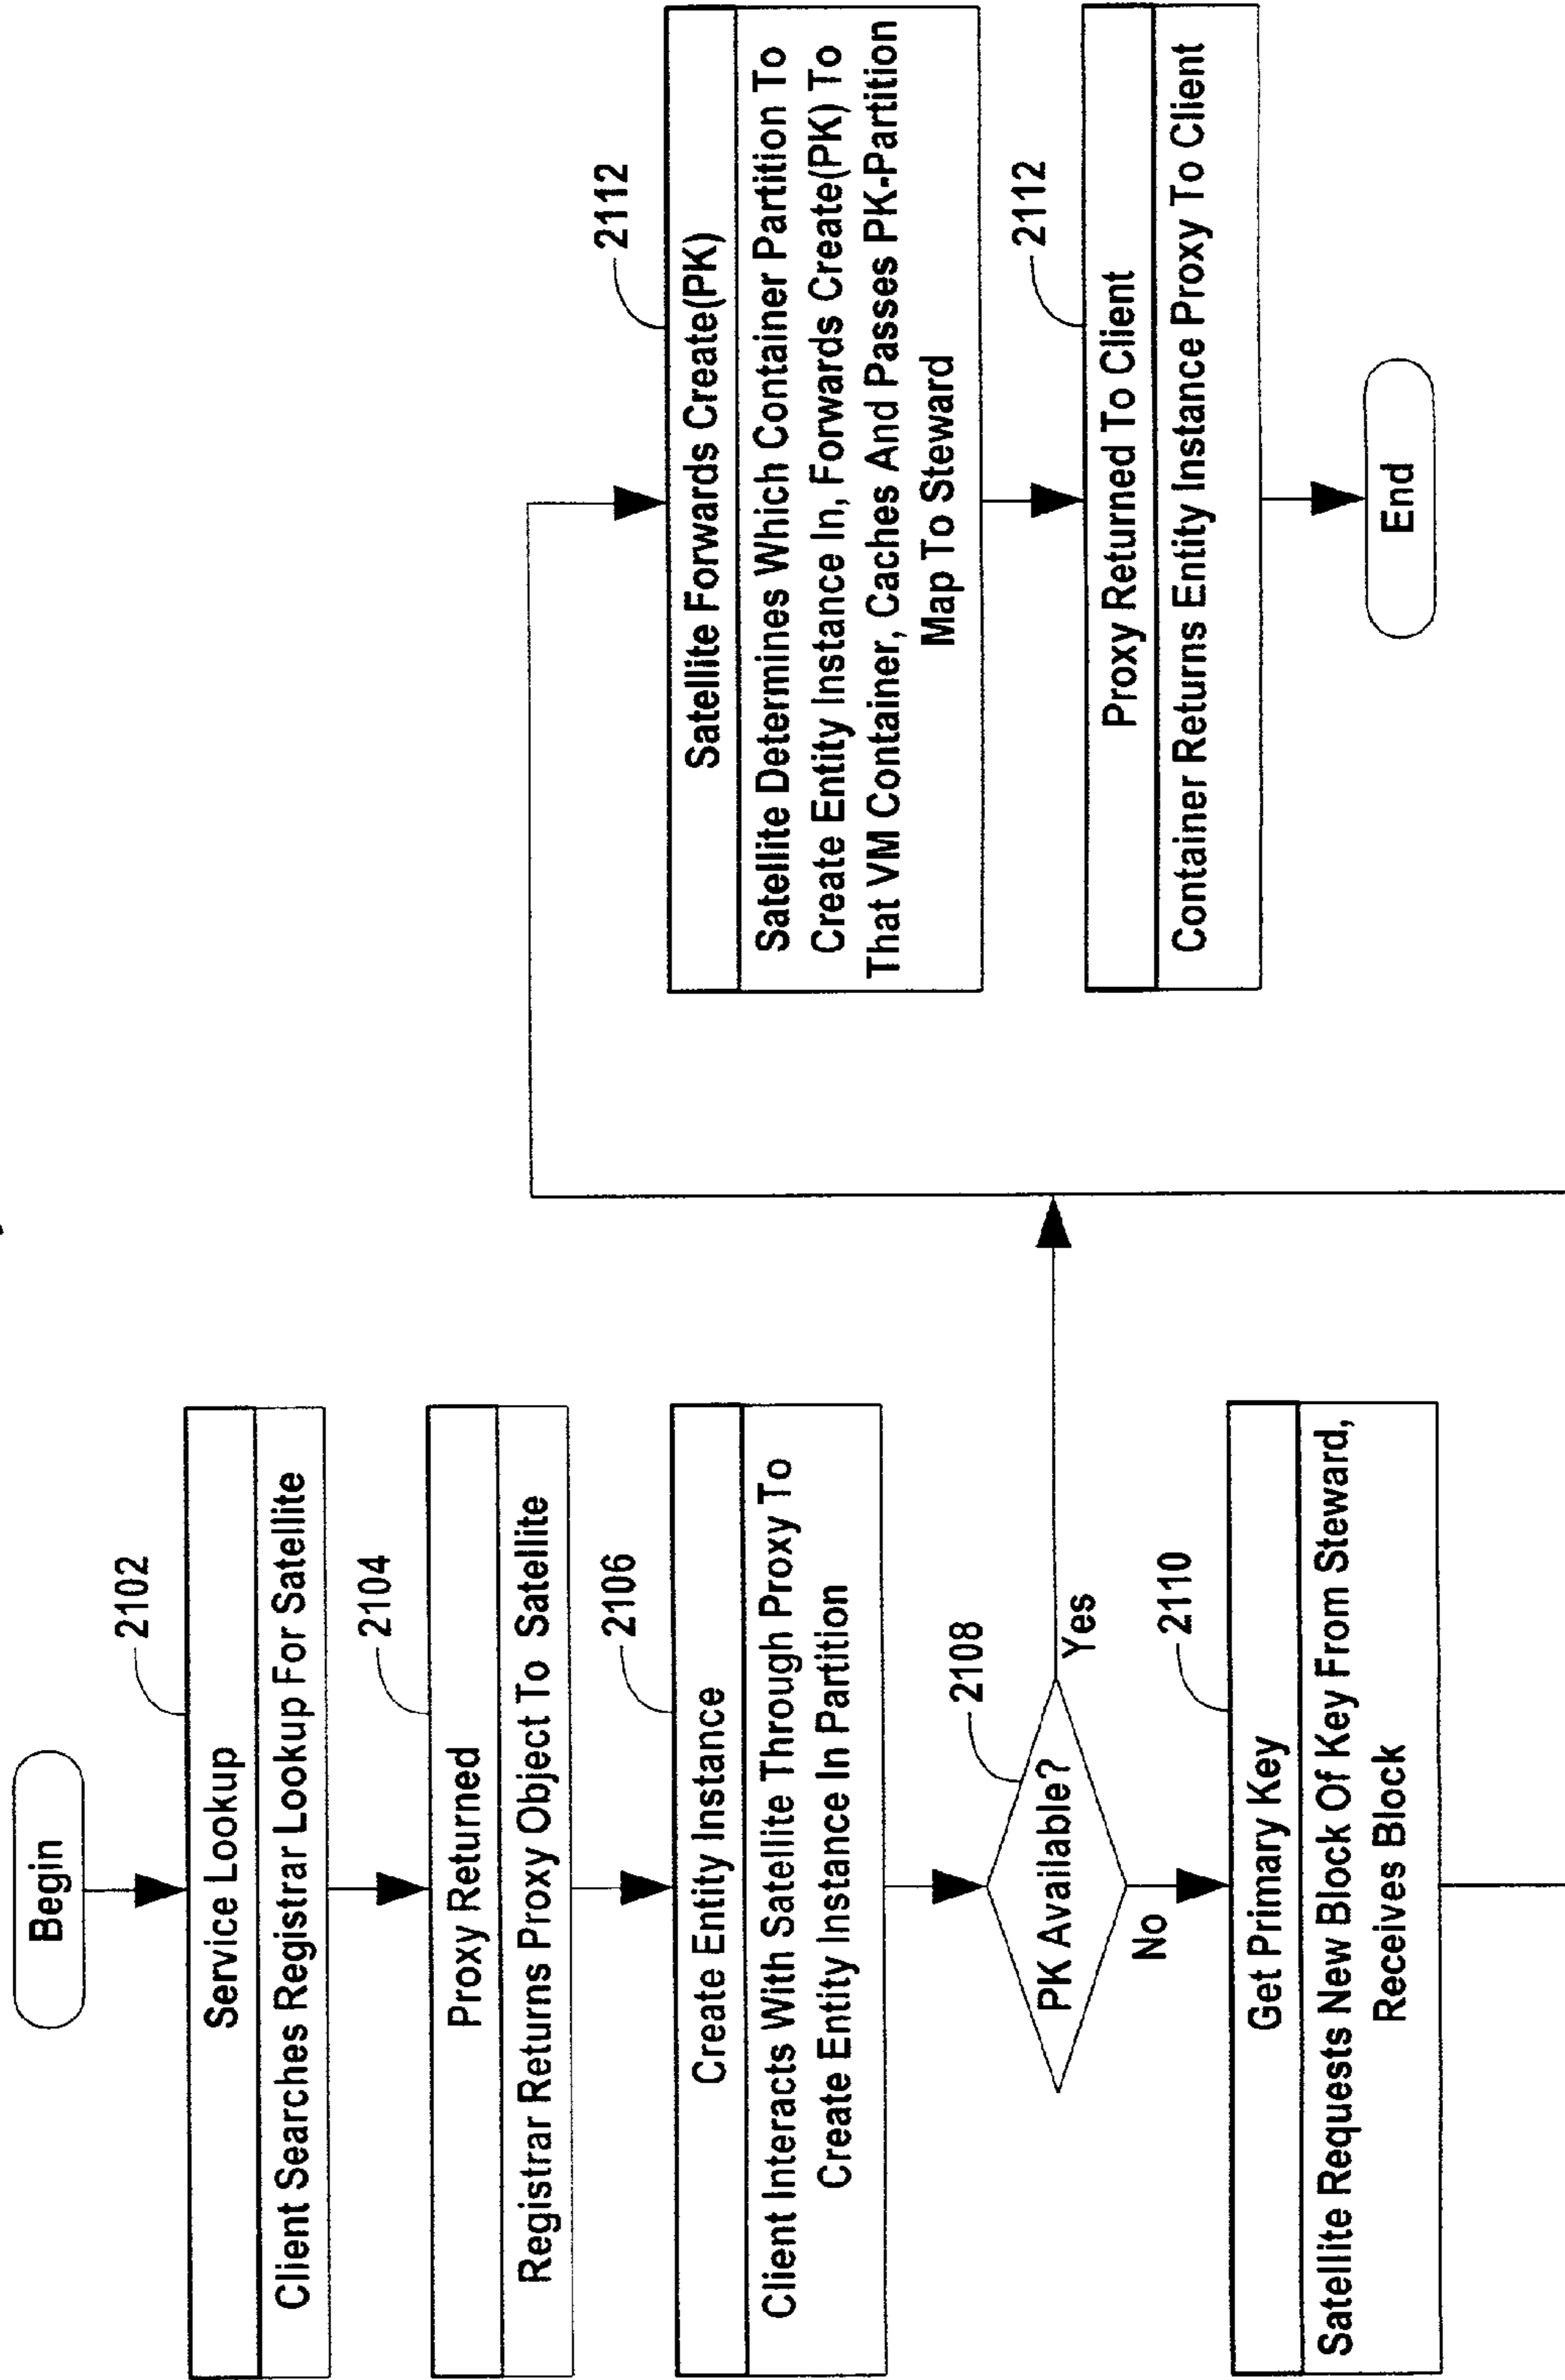 Begin
2102
Service Lookup
Client Searches Registrar Lookup For Satellite
2104
Proxy Returned
Registrar Returns Proxy Object To Satellite
2106
Create Entity Instance
Client Interacts With Satellite Through Proxy To
Create Entity Instance In Partition
2108
PK Available?
Yes
No
2110
Get Primary Key
Satellite Requests New Block Of Key From Steward,
Receives Block
2112
Satellite Forwards Create(PK)
Satellite Determines Which Container Partition To
Create Entity Instance In, Forwards Create(PK) To
That VM Container, Caches And Passes PK-Partition
Map To Steward
2112
Proxy Returned To Client
Container Returns Entity Instance Proxy To Client
End